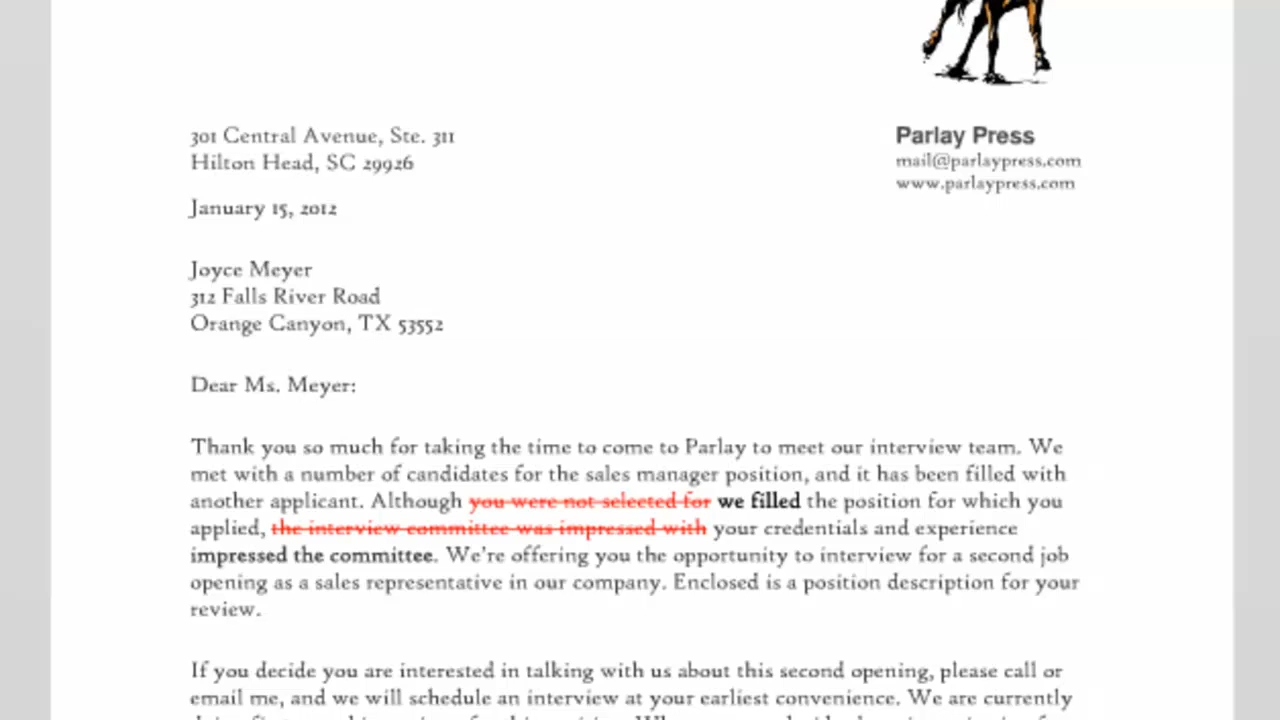 301 Central Avenue, Ste. 311
Hilton Head, SC 29926
Parlay Press
mail@parlaypress.com
www.parlaypress.com
January 15, 2012
Joyce Meyer
312 Falls River Road
Orange Canyon, TX 53552
Dear Ms. Meyer:
Thank you so much for taking the time to come to Parlay to meet our interview team. We
met with a number of candidates for the sales manager position, and it has been filled with
another applicant. Although you were not selected for we filled the position for which you
applied, the interview committee was impressed with your credentials and experience
impressed the committee. We're offering you the opportunity to interview for a second job
opening as a sales representative in our company. Enclosed is a position description for your
review.
If you decide you are interested in talking with us about this second opening, please call or
email me, and we will schedule an interview at your earliest convenience. We are currently